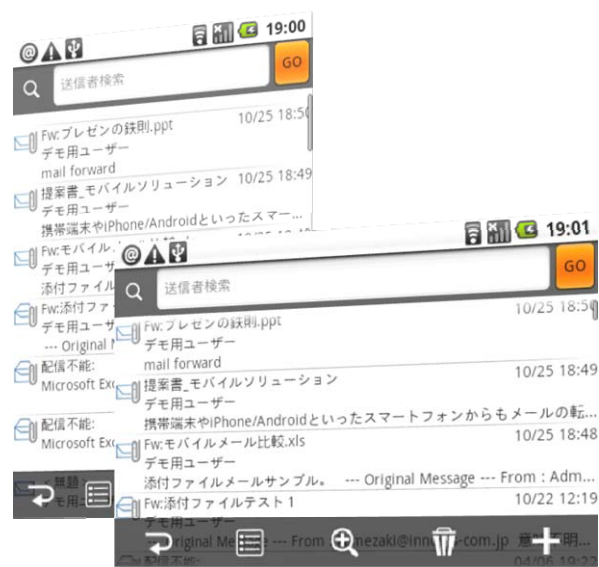 19:00
送信者検索
GO
Fw:プレゼンの鉄則.ppt
10/25 18:50
デモ用ユーザー
mail forward
提案書_モバイルソリューション
10/25 18:49
デモ用ユーザー
携帯端末やiPhone/Androidといったスマー...
Fw:モバイル
デモ用ユーザ
添付ファイル
Fw:添付ファ
デモ用ユーザ
--- Original
配信不能:
Microsoft Exc
配信不能:
Microsoft Exc
19:01
送信者検索
GO
Fw:プレゼンの鉄則.ppt
10/25 18:50
デモ用ユーザー
mail forward
提案書_モバイルソリューション
10/25 18:49
デモ用ユーザー
携帯端末やiPhone/Androidといったスマートフォンからもメールの転...
Fw:モバイルメール比較.xls
10/25 18:48
デモ用ユーザー
添付ファイルメールサンプル。 --- Original Message --- From : Adm...
Fw:添付ファイルテスト1
10/22 12:19
デモ用ユーザー